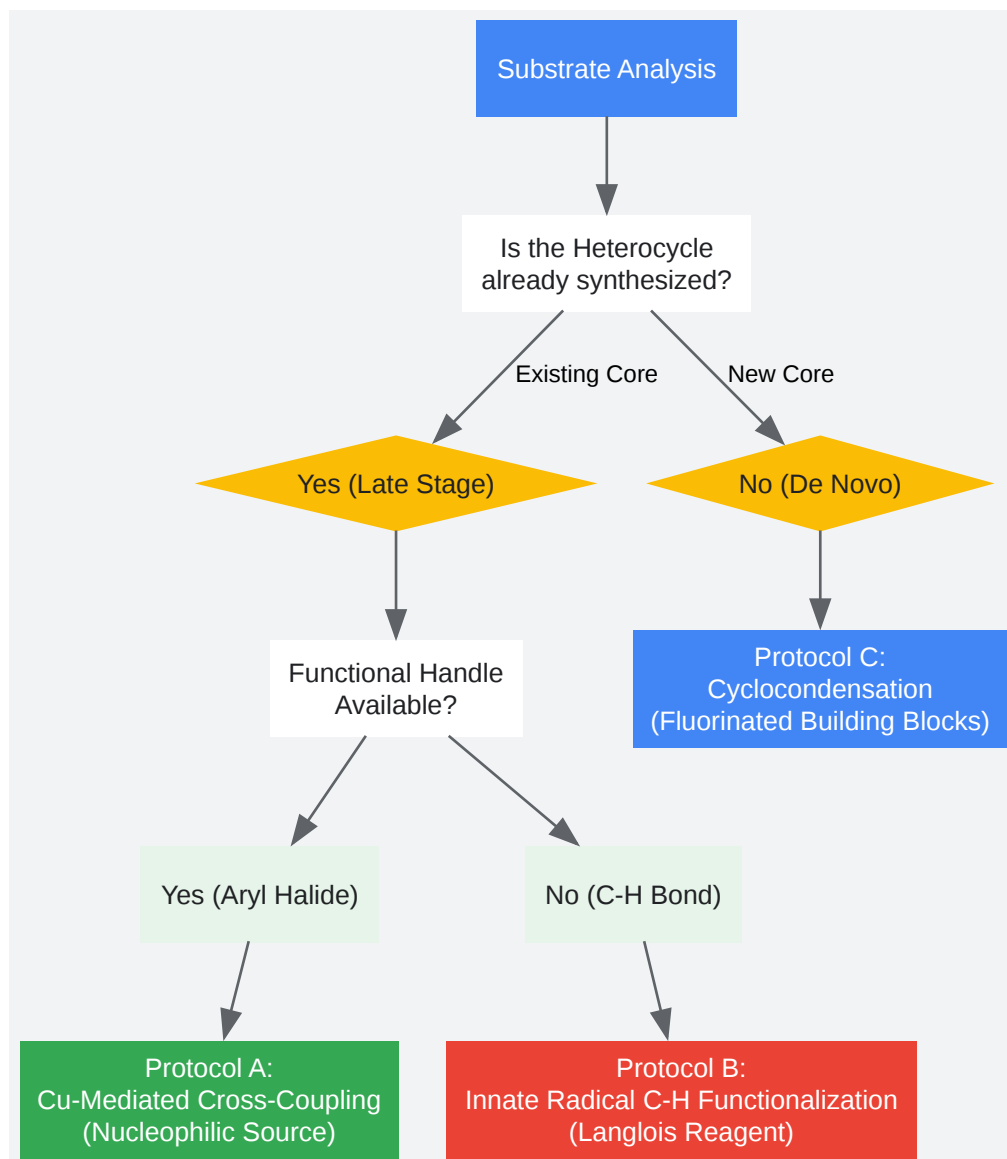 Substrate Analysis
Is the Heterocycle
already synthesized?
Existing Core
New Core
Yes (Late Stage)
No (De Novo)
Functional Handle
Available?
Protocol C:
Cyclocondensation
(Fluorinated Building Blocks)
Yes (Aryl Halide)
No (C-H Bond)
Protocol A:
Cu-Mediated Cross-Coupling
(Nucleophilic Source)
Protocol B:
Innate Radical C-H Functionalization
(Langlois Reagent)